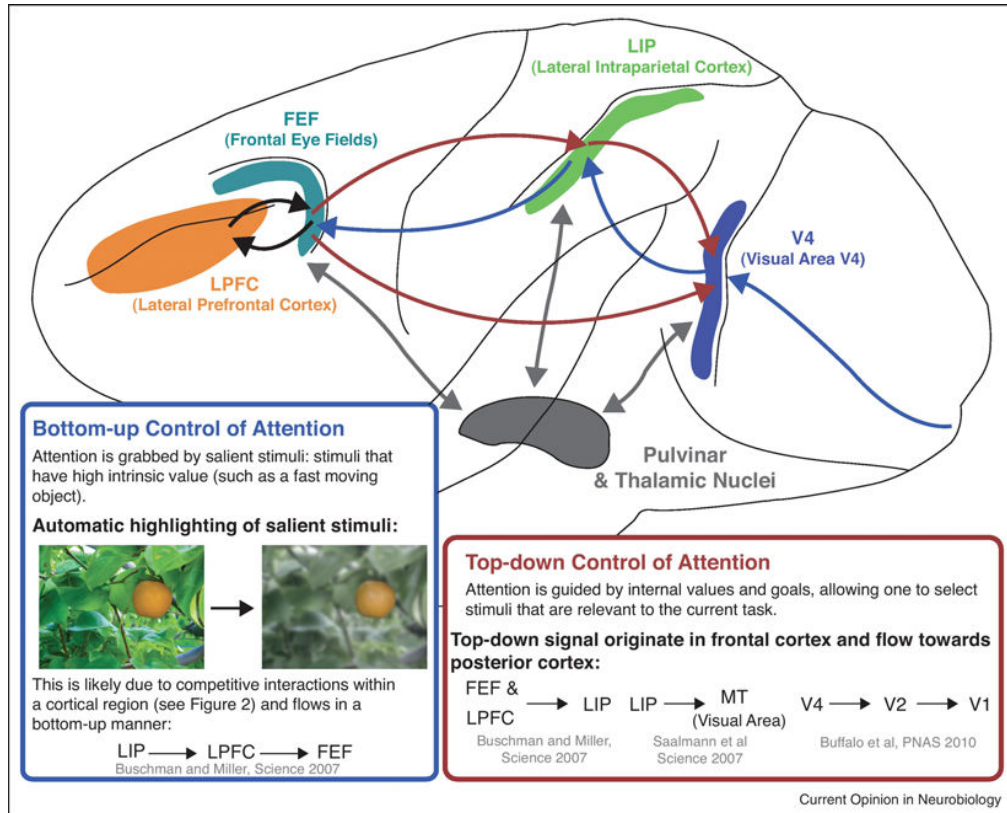 LIP
(Lateral Intraparietal Cortex)
FEF
(Frontal Eye Fields)
V4
(Visual Area V4)
LPFC
(Lateral Prefrontal Cortex)
Pulvinar
& Thalamic Nuclei
Bottom-up Control of Attention
Attention is grabbed by salient stimuli: stimuli that
have high intrinsic value (such as a fast moving
object).
Automatic highlighting of salient stimuli:
This is likely due to competitive interactions within
a cortical region (see Figure 2) and flows in a
bottom-up manner:
LIP LPFC FEF
Buschman and Miller, Science 2007
Top-down Control of Attention
Attention is guided by internal values and goals, allowing one to select
stimuli that are relevant to the current task.
Top-down signal originate in frontal cortex and flow towards
posterior cortex:
FEF &
LPFC
LIP
Buschman and Miller,
Science 2007
LIP
MT
(Visual Area)
Saalmann et al
Science 2007
V4 V2 V1
Buffalo et al, PNAS 2010
Current Opinion in Neurobiology